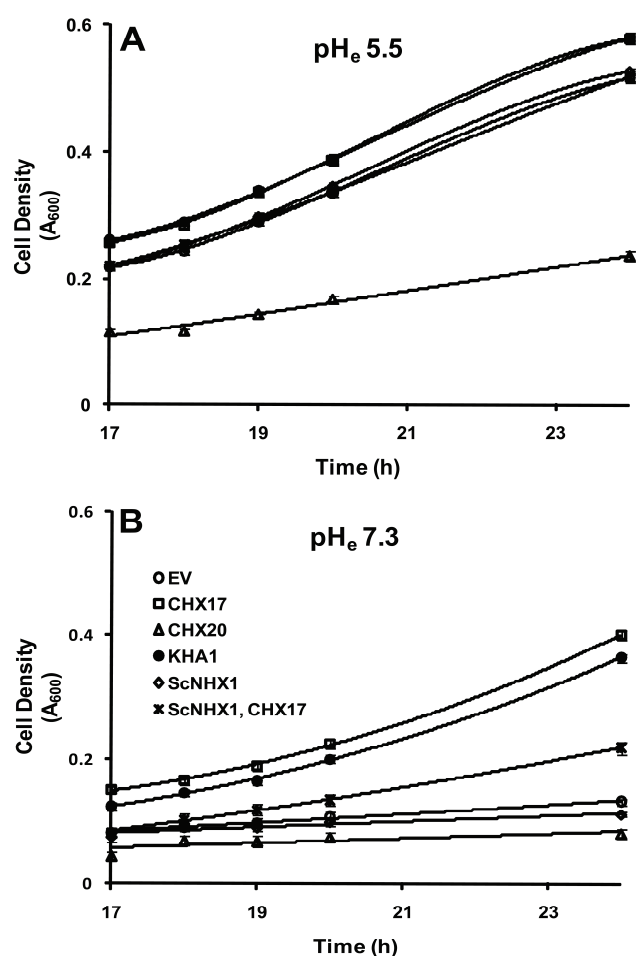 A
pHe 5.5
0.6
0.4
0.2
0
Cell Density
(A600)
17
19
21
23
Time (h)
B
pHe 7.3
0.6
0.4
0.2
0
EV
CHX17
CHX20
KHA1
ScNHX1
ScNHX1, CHX17
Cell Density
(A600)
17
19
21
23
Time (h)